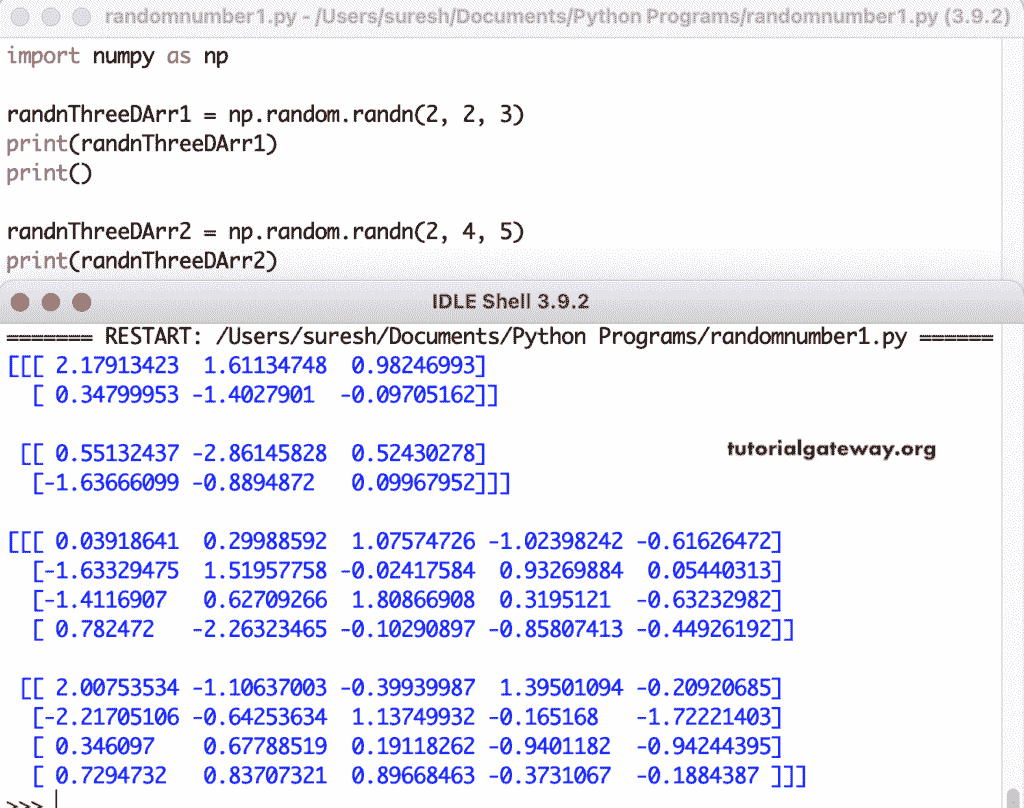 randomnumber1.py - /Users/suresh/Documents/Python Programs/randomnumber1.py (3.9.2)
import numpy as np
randnThreeDArr1 = np.random.randn(2, 2, 3)
print(randnThreeDArr1)
print()
randnThreeDArr2 = np.random.randn(2, 4, 5)
print(randnThreeDArr2)
IDLE Shell 3.9.2
======= RESTART: /Users/suresh/Documents/Python Programs/randomnumber1.py ======
[[[ 2.17913423  1.61134748  0.98246993]
  [ 0.34799953 -1.4027901  -0.09705162]]
 [[ 0.55132437 -2.86145828  0.52430278]
tutorialgateway.org
  [-1.63666099 -0.8894872   0.09967952]]]
[[[ 0.03918641  0.29988592  1.07574726 -1.02398242 -0.61626472]
  [-1.63329475  1.51957758 -0.02417584  0.93269884  0.05440313]
  [-1.4116907   0.62709266  1.80866908  0.3195121  -0.63232982]
  [ 0.782472   -2.26323465 -0.10290897 -0.85807413 -0.44926192]]
 [[ 2.00753534 -1.10637003 -0.39939987  1.39501094 -0.20920685]
  [-2.21705106 -0.64253634  1.13749932 -0.165168   -1.72221403]
  [ 0.346097    0.67788519  0.19118262 -0.9401182  -0.94244395]
  [ 0.7294732   0.83707321  0.89668463 -0.3731067  -0.1884387 ]]]
>>>